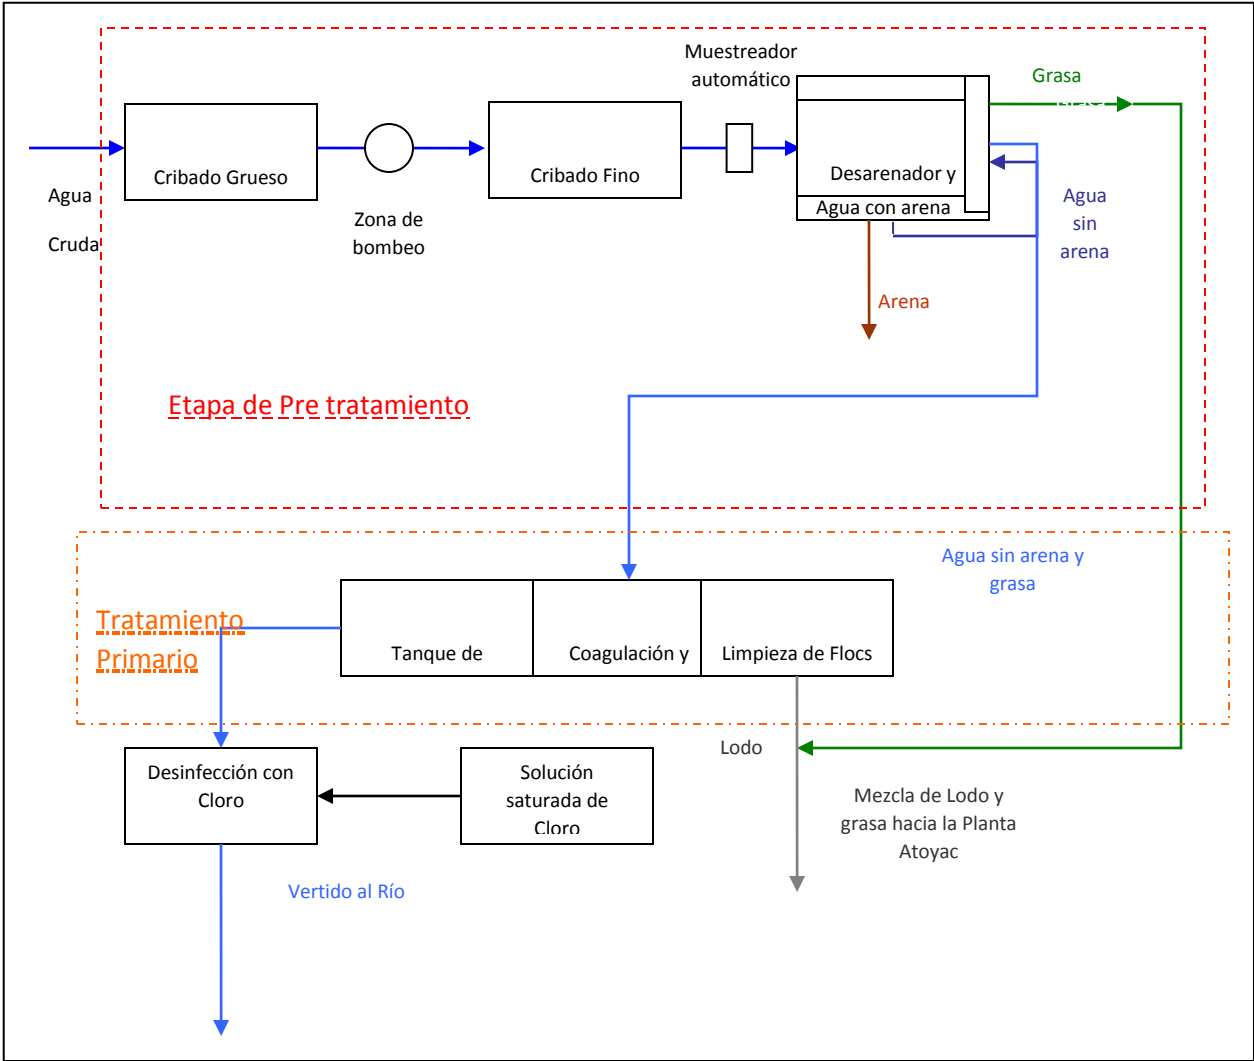 Muestreador
automático
Grasa
Agua
Cruda
Cribado Grueso
Zona de
bombeo
Cribado Fino
Desarenador y
Agua con arena
Agua
sin
arena
Arena
Etapa de Pre tratamiento
Agua sin arena y
grasa
Tratamiento
Primario
Tanque de
Coagulación y
Limpieza de Flocs
Lodo
Desinfección con
Cloro
Solución
saturada de
Cloro
Mezcla de Lodo y
grasa hacia la Planta
Atoyac
Vertido al Río